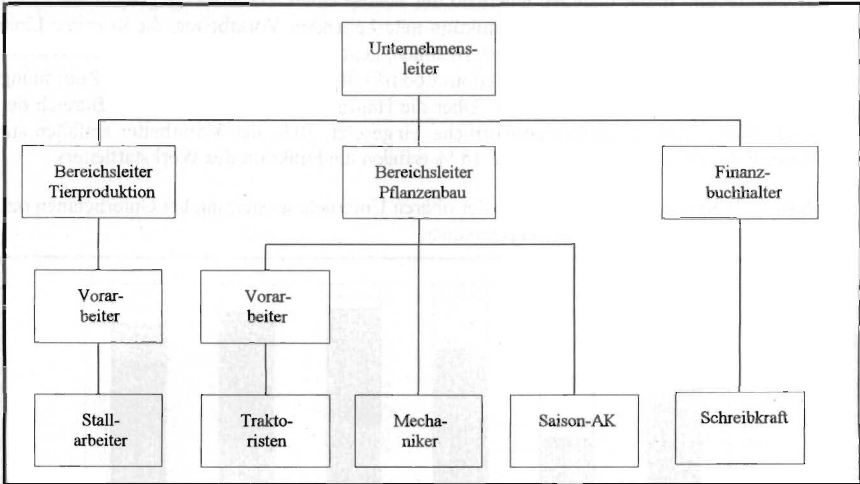 Unternehmens-
leiter
Bereichsleiter
Tierproduktion
Bereichsleiter
Pflanzenbau
Finanz-
buchhalter
Vorar-
beiter
Vorar-
beiter
Stall-
arbeiter
Trakto-
risten
Mecha-
niker
Saison-AK
Schreibkraft